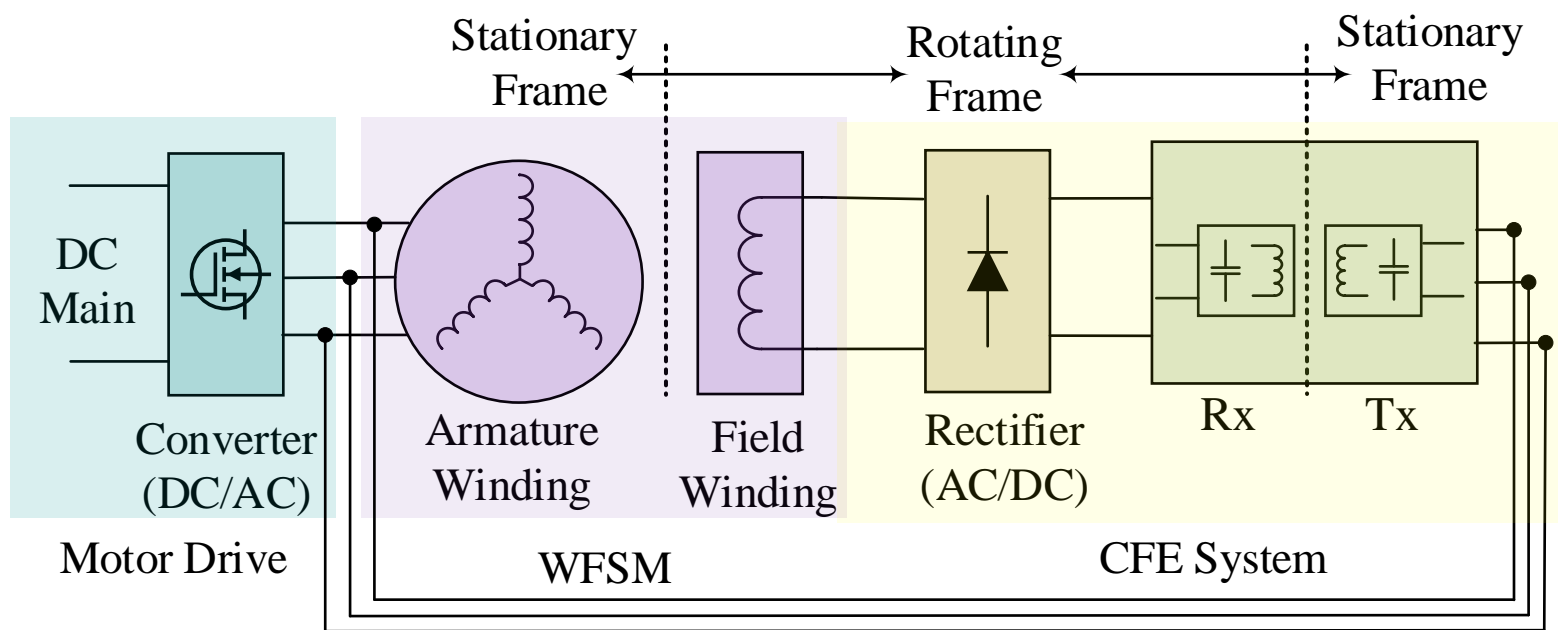 Stationary
Frame
Rotating
Frame
Stationary
Frame
DC
Main
Converter
(DC/AC)
Armature
Winding
Field
Winding
Rectifier
(AC/DC)
Rx
Tx
Motor Drive
WFSM
CFE System